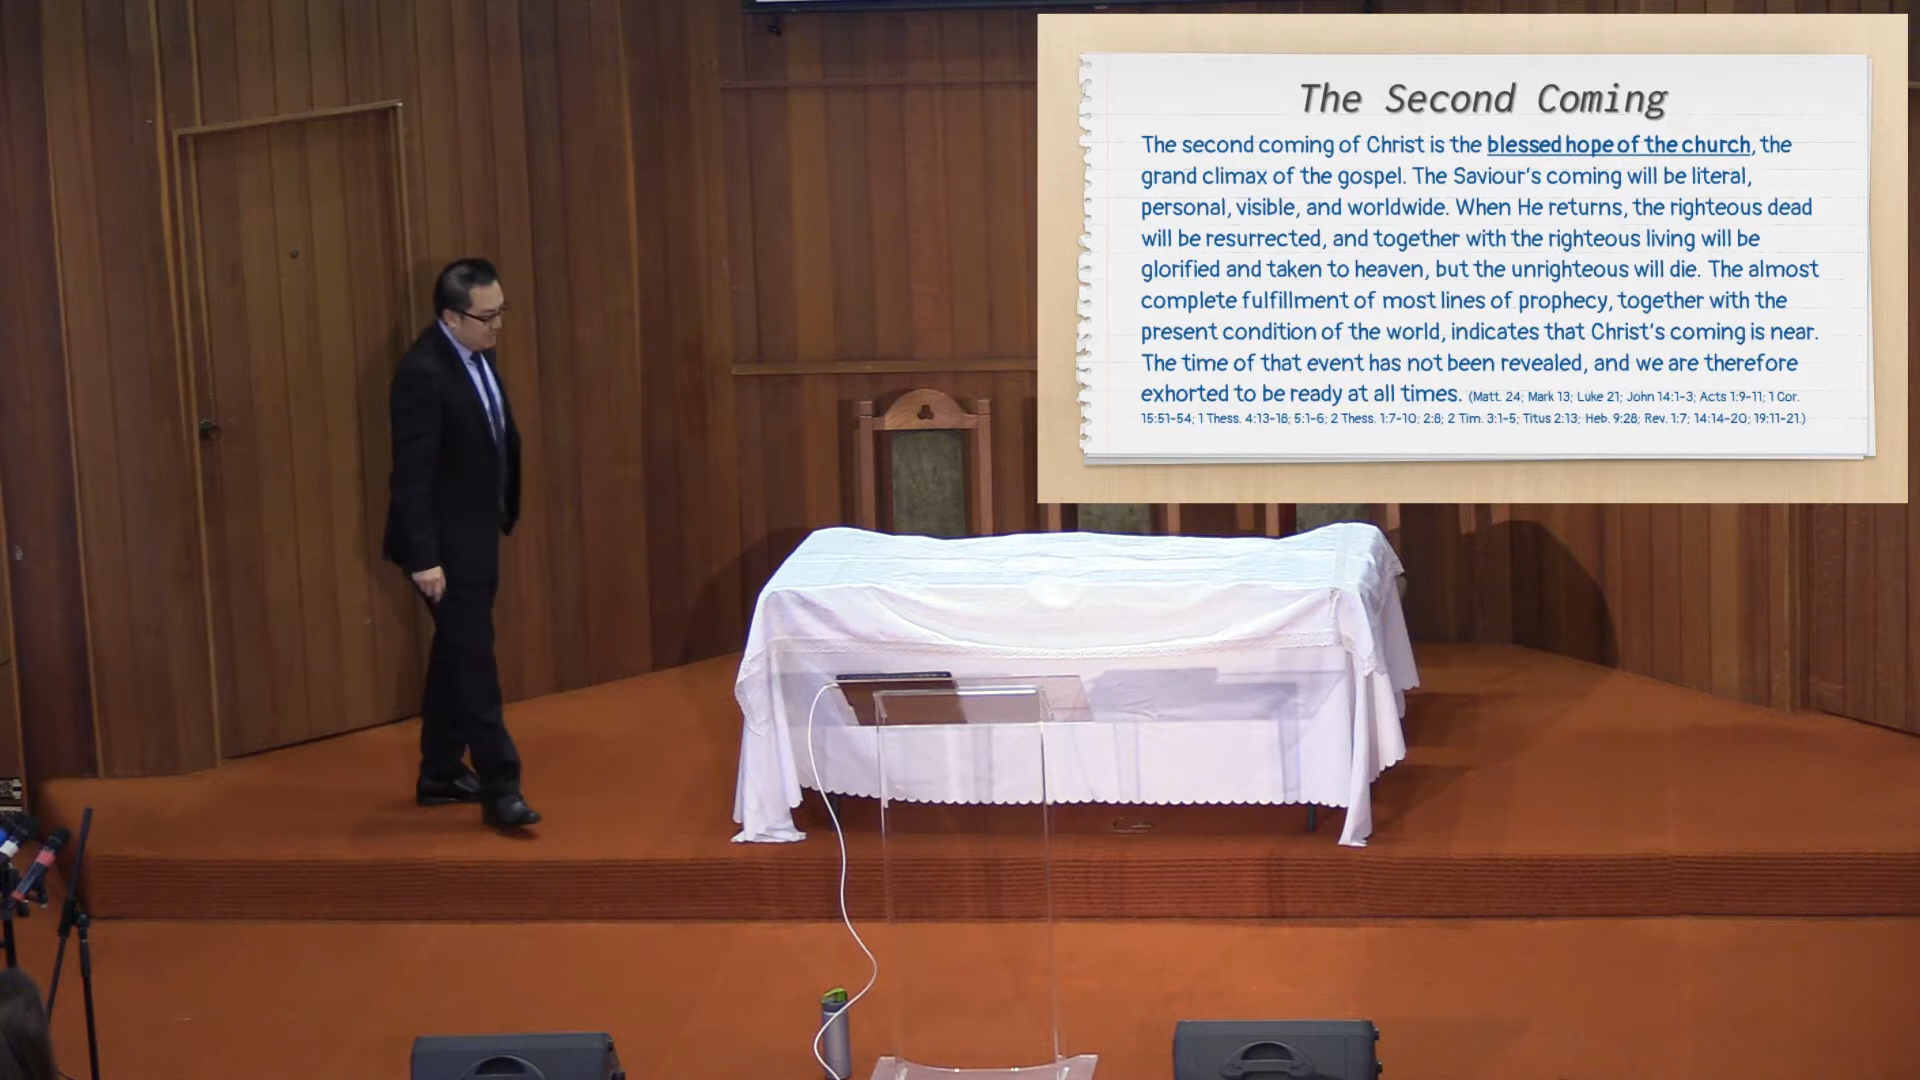 The Second Coming
The second coming of Christ is the blessed hope of the church, the
grand climax of the gospel. The Saviour's coming will be literal,
personal, visible, and worldwide. When He returns, the righteous dead
will be resurrected, and together with the righteous living will be
glorified and taken to heaven, but the unrighteous will die. The almost
complete fulfillment of most lines of prophecy, together with the
present condition of the world, indicates that Christ's coming is near.
The time of that event has not been revealed, and we are therefore
exhorted to be ready at all times. (Matt. 24; Mark 13; Luke 21; John 14:1-3; Acts 1:9-11; 1 Cor.
15:51-54; 1 Thess. 4:13-18; 5:1-6; 2 Thess. 1:7-10; 2:8; 2 Tim. 3:1-5; Titus 2:13; Heb. 9:28; Rev. 1:7; 14:14-20; 19:11-21.)